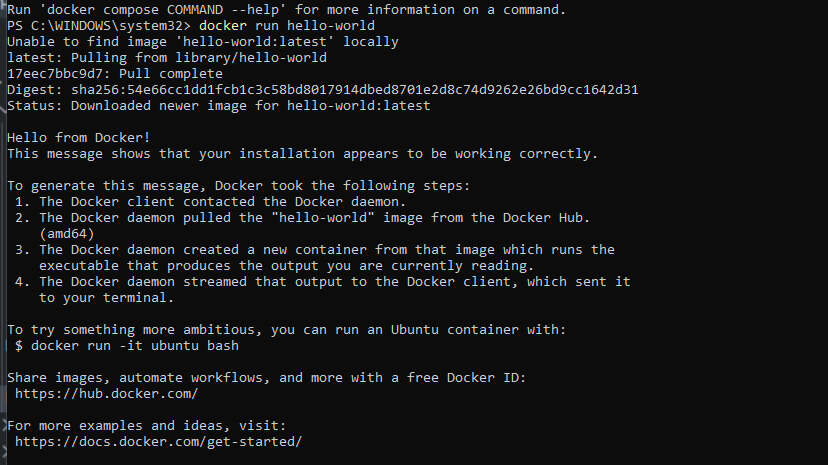 Run 'docker compose COMMAND --help' for more information on a command.
PS C:\WINDOWS\system32> docker run hello-world
Unable to find image 'hello-world:latest' locally
latest: Pulling from library/hello-world
17eec7bbc9d7: Pull complete
Digest: sha256:54e66cc1dd1fcb1c3c58bd8017914dbed8701e2d8c74d9262e26bd9cc1642d31
Status: Downloaded newer image for hello-world:latest

Hello from Docker!
This message shows that your installation appears to be working correctly.

To generate this message, Docker took the following steps:
 1. The Docker client contacted the Docker daemon.
 2. The Docker daemon pulled the "hello-world" image from the Docker Hub.
    (amd64)
 3. The Docker daemon created a new container from that image which runs the
    executable that produces the output you are currently reading.
 4. The Docker daemon streamed that output to the Docker client, which sent it
    to your terminal.

To try something more ambitious, you can run an Ubuntu container with:
 $ docker run -it ubuntu bash

Share images, automate workflows, and more with a free Docker ID:
 https://hub.docker.com/

For more examples and ideas, visit:
 https://docs.docker.com/get-started/